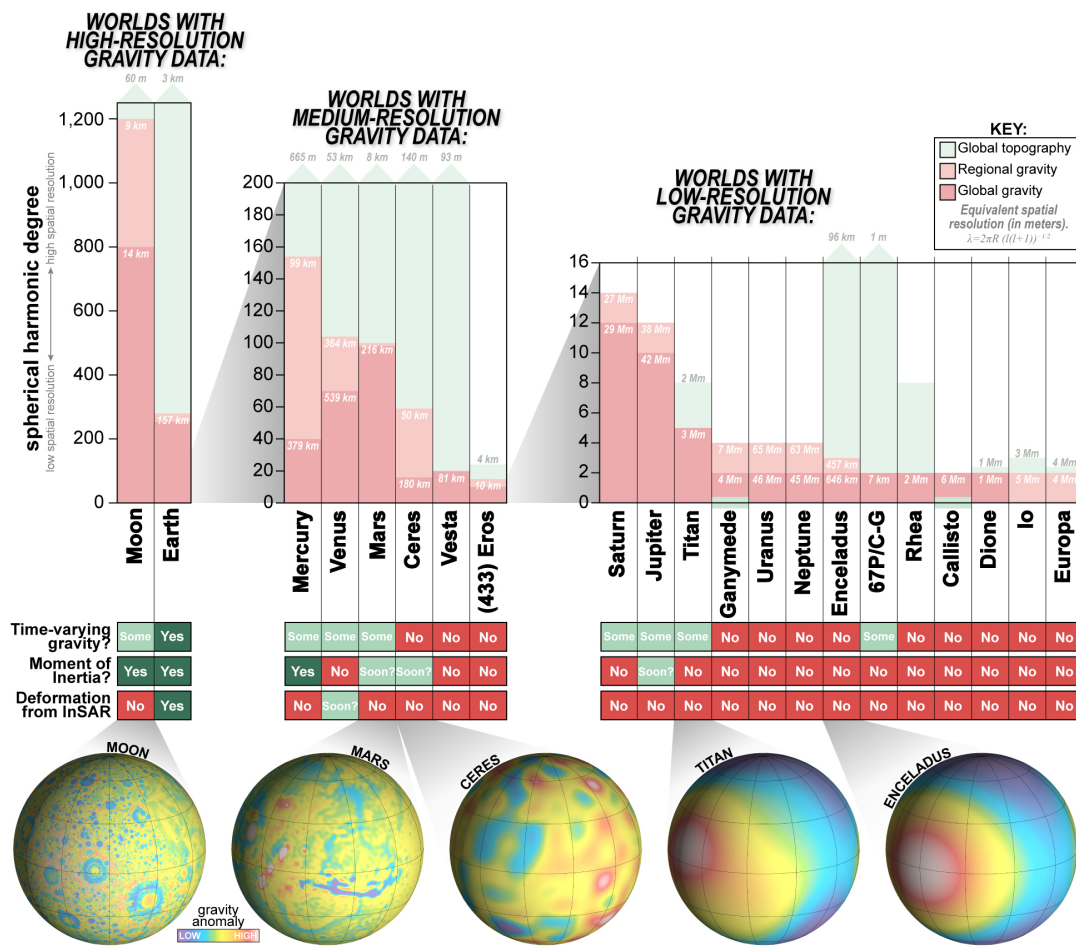 WORLDS WITH
HIGH-RESOLUTION
GRAVITY DATA:
60 m 3 km
1,200
1,000
800
600
400
200
0
9 km
14 km
157 km
spherical harmonic degree
low spatial resolution
high spatial resolution
Moon
Earth
WORLDS WITH
MEDIUM-RESOLUTION
GRAVITY DATA:
665 m 53 km 8 km 140 m 93 m
200
180
160
140
120
100
80
60
40
20
0
99 km
364 km
216 km
539 km
50 km
4 km
379 km
180 km
81 km
10 km
Mercury
Venus
Mars
Ceres
Vesta
(433) Eros
WORLDS WITH
LOW-RESOLUTION
GRAVITY DATA:
96 km 1 m
16
14
12
10
8
6
4
2
0
27 Mm
29 Mm
38 Mm
42 Mm
2 Mm
3 Mm
7 Mm 65 Mm 63 Mm
457 km
3 Mm
2 Mm
4 Mm
4 Mm 46 Mm 45 Mm 646 km 7 km 2 Mm 6 Mm 1 Mm 5 Mm 4 Mm
Saturn
Jupiter
Titan
Ganymede
Uranus
Neptune
Enceladus
67P/C-G
Rhea
Callisto
Dione
Io
Europa
KEY:
Global topography
Regional gravity
Global gravity
Equivalent spatial
resolution (in meters).
λ=2πR (l(l+1))⁻¹ᐟ²
Time-varying
gravity?
Some Yes
Some Some Some No No No
Some Some Some No No No No Some No No No No No
Moment of
Inertia?
Yes Yes
Yes No Soon? Soon? No No
No Soon? No No No No No No No No No No No
Deformation
from InSAR
No Yes
No Soon? No No No No
No No No No No No No No No No No No No
MOON
MARS
CERES
TITAN
ENCELADUS
gravity
anomaly
LOW HIGH